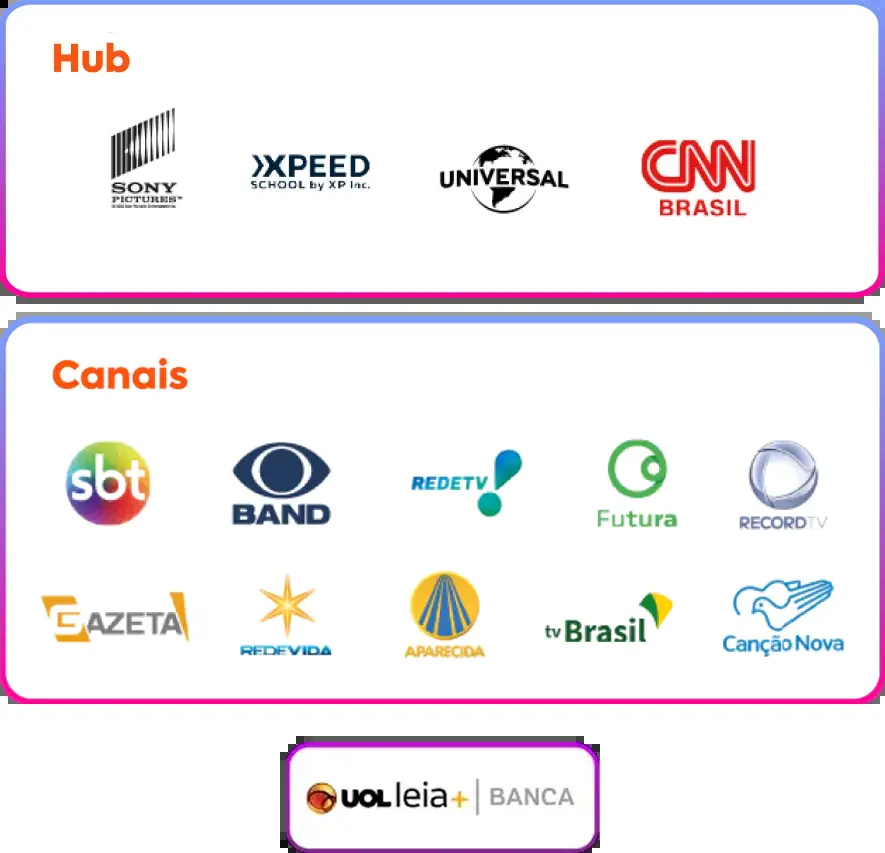 Hub
SONY
PICTURES™
XPEED
SCHOOL by XP Inc.
UNIVERSAL
CNN
BRASIL
Canais
sbt
BAND
REDETV
Futura
RECORDTV
GAZETA
REDEVIDA
APARECIDA
tv Brasil
Canção Nova
UOL leia+ | BANCA